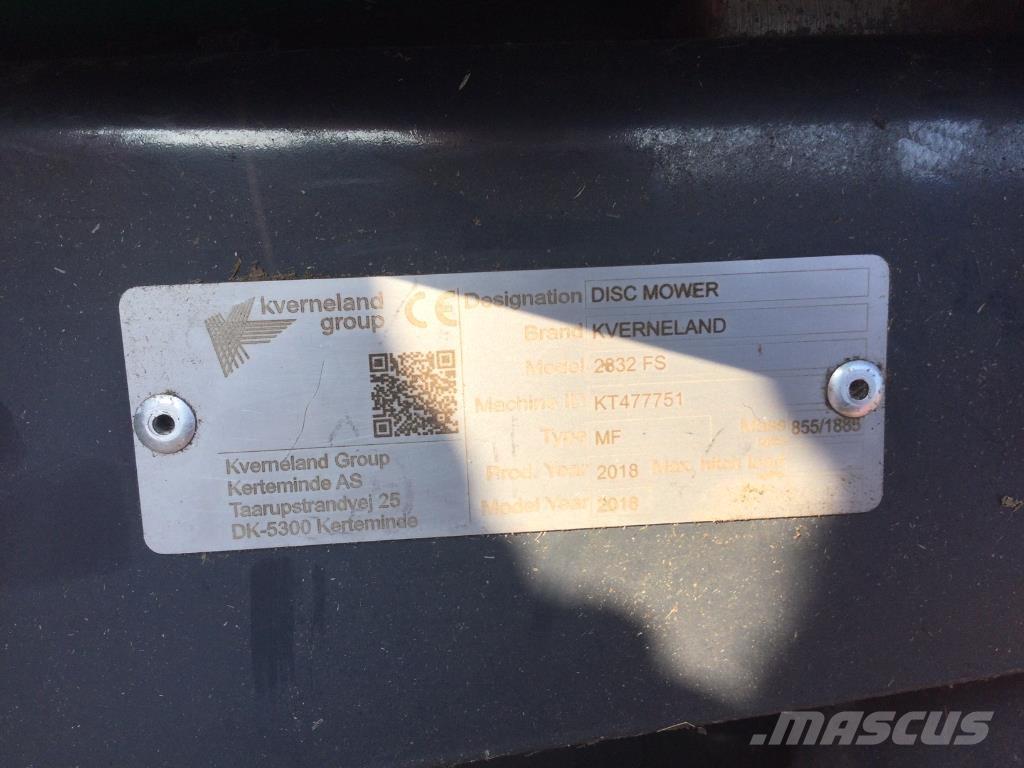 kverneland
group
CE
Kverneland Group
Kerteminde AS
Taarupstrandvej 25
DK-5300 Kerteminde
Designation DISC MOWER
Brand KVERNELAND
Model 2832 FS
Machine ID KT477751
Type MF Mass 855/1885
Prod. Year 2018 Max. hitch load
Model Year 2018
MASCUS